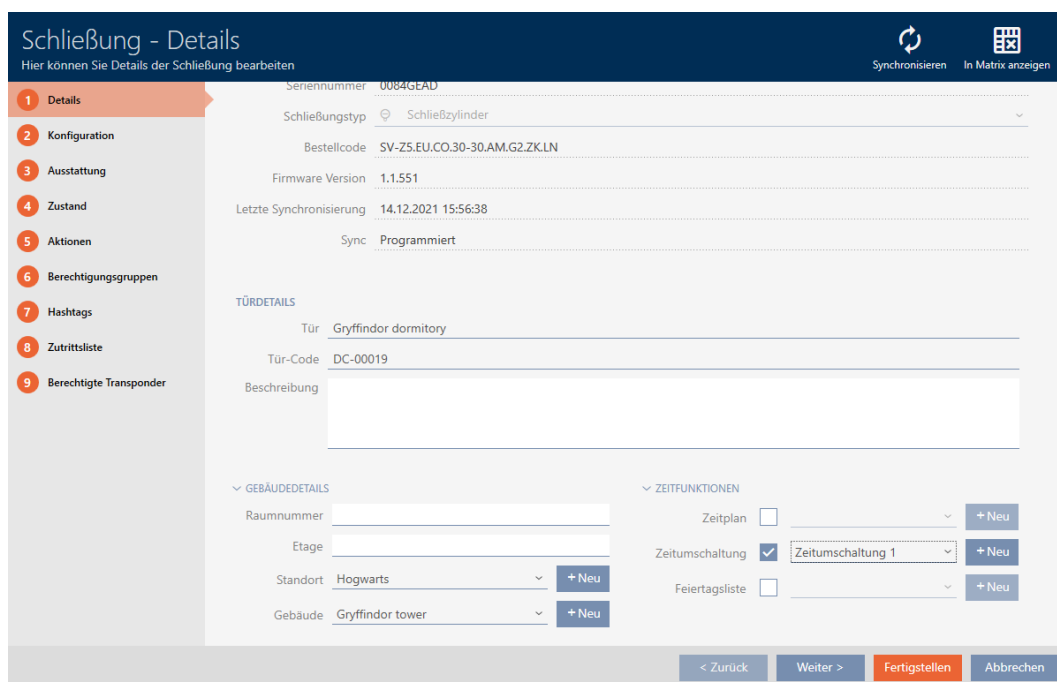 Schließung - Details
Hier können Sie Details der Schließung bearbeiten
Synchronisieren
In Matrix anzeigen
1 Details
2 Konfiguration
3 Ausstattung
4 Zustand
5 Aktionen
6 Berechtigungsgruppen
7 Hashtags
8 Zutrittsliste
9 Berechtigte Transponder
Seriennummer 0084GEAD
Schließungstyp Schließzylinder
Bestellcode SV-Z5.EU.CO.30-30.AM.G2.ZK.LN
Firmware Version 1.1.551
Letzte Synchronisierung 14.12.2021 15:56:38
Sync Programmiert
TÜRDETAILS
Tür Gryffindor dormitory
Tür-Code DC-00019
Beschreibung
GEBÄUDEDETAILS
Raumnummer
Etage
Standort Hogwarts + Neu
Gebäude Gryffindor tower + Neu
ZEITFUNKTIONEN
Zeitplan + Neu
Zeitumschaltung Zeitumschaltung 1 + Neu
Feiertagsliste + Neu
< Zurück
Weiter >
Fertigstellen
Abbrechen